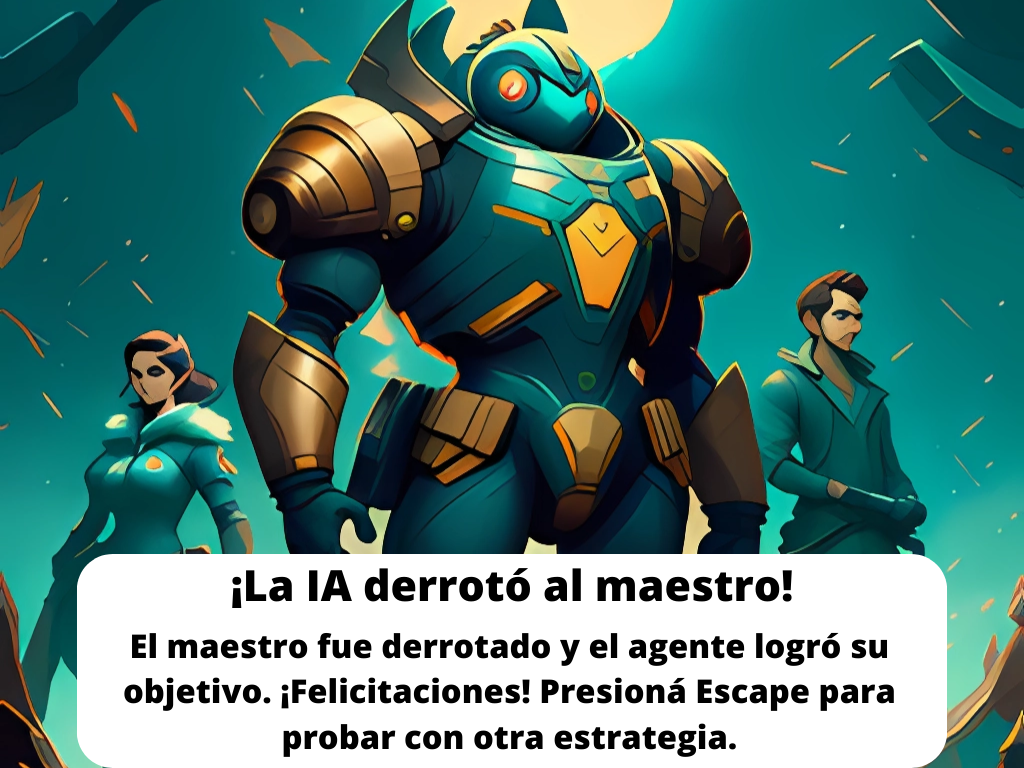 ¡La IA derrotó al maestro!
El maestro fue derrotado y el agente logró su
objetivo. ¡Felicitaciones! Presioná Escape para
probar con otra estrategia.